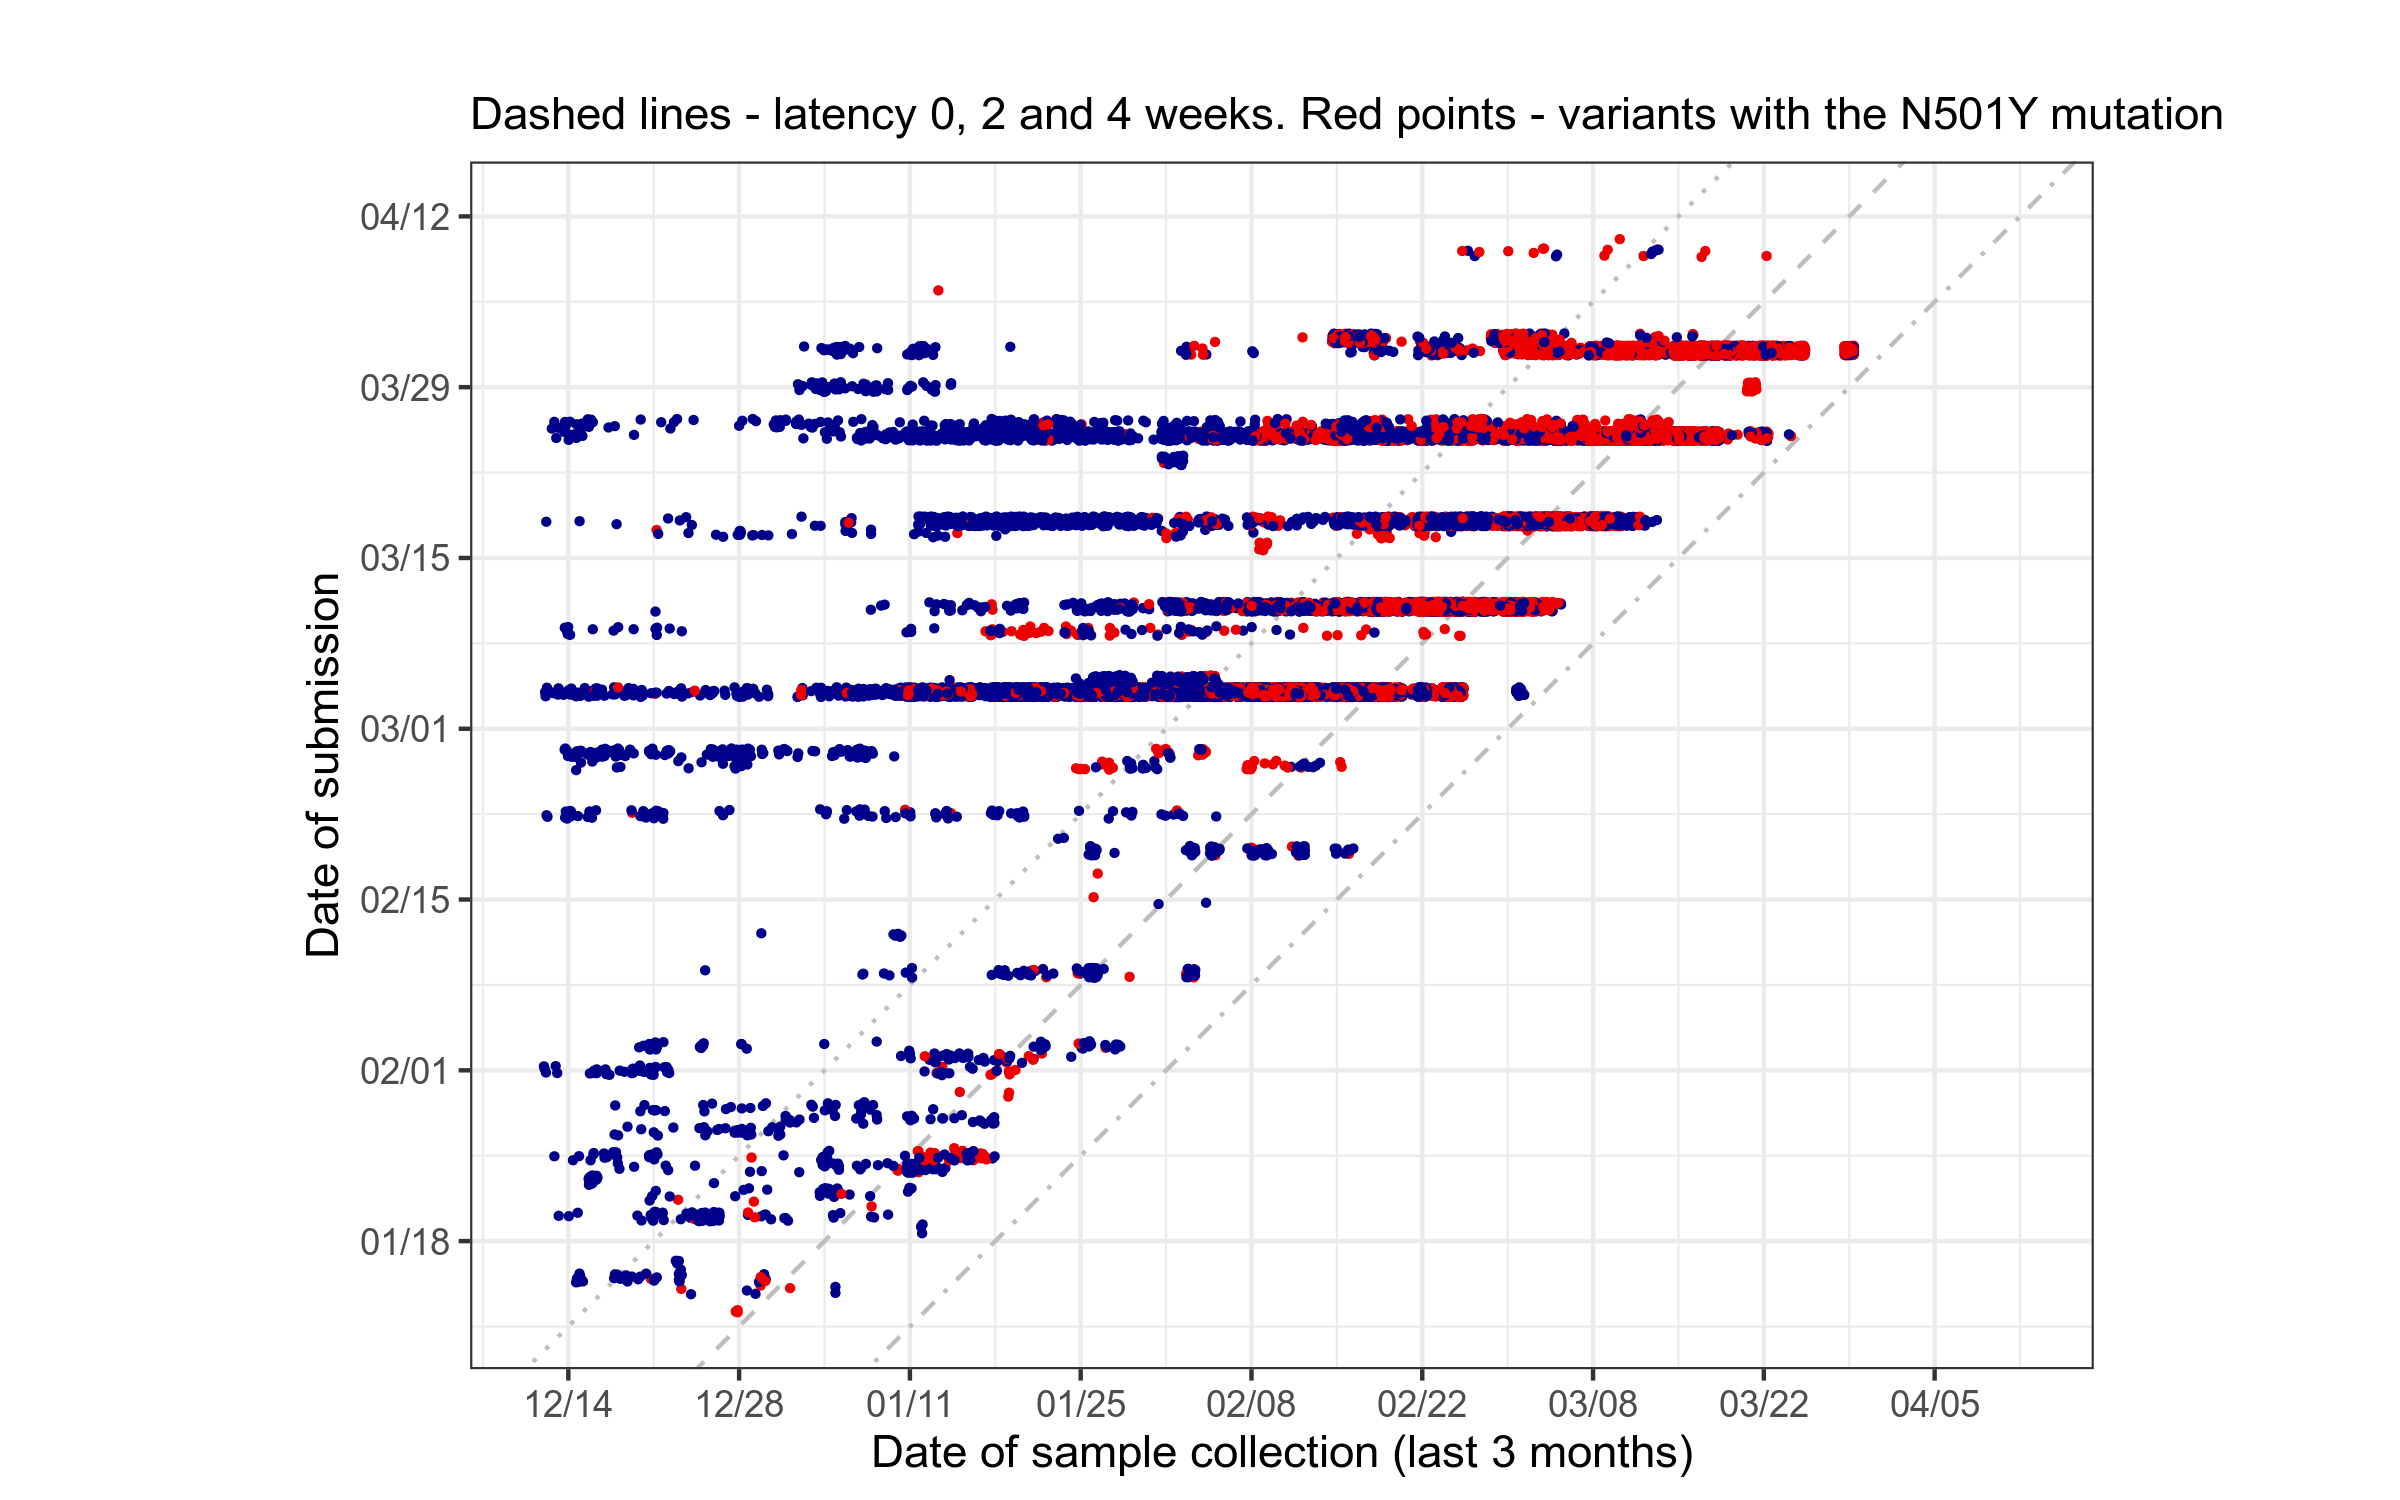 Dashed lines - latency 0, 2 and 4 weeks. Red points - variants with the N501Y mutation
04/12
03/29
03/15
03/01
02/15
02/01
01/18
Date of submission
12/14 12/28 01/11 01/25 02/08 02/22 03/08 03/22 04/05
Date of sample collection (last 3 months)